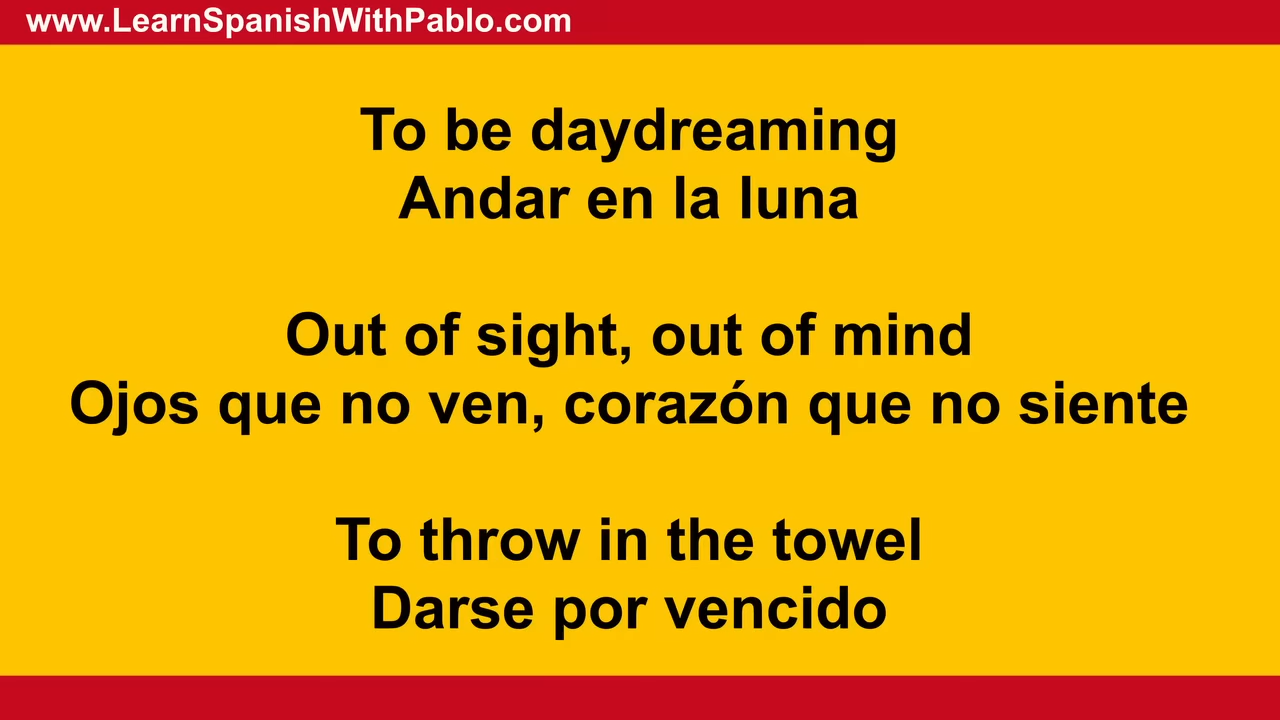 www.LearnSpanishWithPablo.com
To be daydreaming
Andar en la luna
Out of sight, out of mind
Ojos que no ven, corazón que no siente
To throw in the towel
Darse por vencido